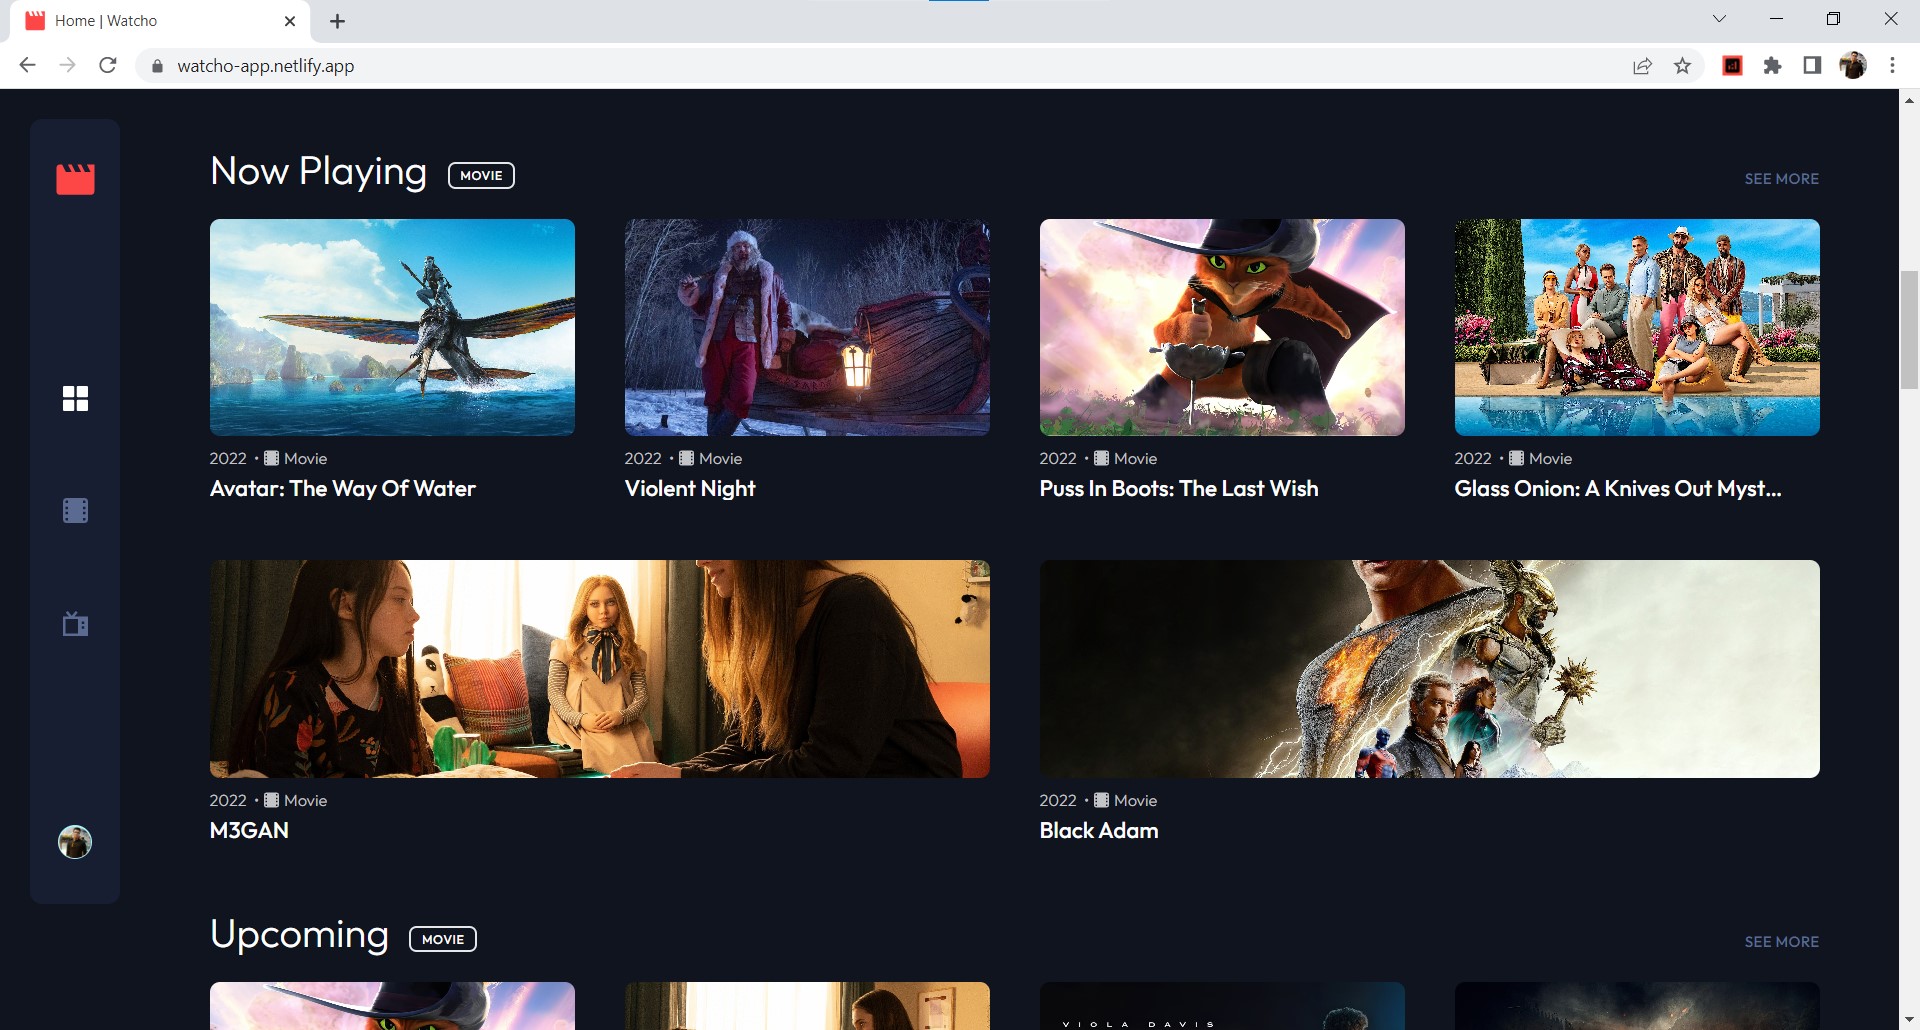 Home | Watcho
watcho-app.netlify.app
Now Playing MOVIE
SEE MORE
2022 • Movie
Avatar: The Way Of Water
2022 • Movie
Violent Night
2022 • Movie
Puss In Boots: The Last Wish
2022 • Movie
Glass Onion: A Knives Out Myst...
2022 • Movie
M3GAN
2022 • Movie
Black Adam
Upcoming MOVIE
SEE MORE
VIOLA DAVIS